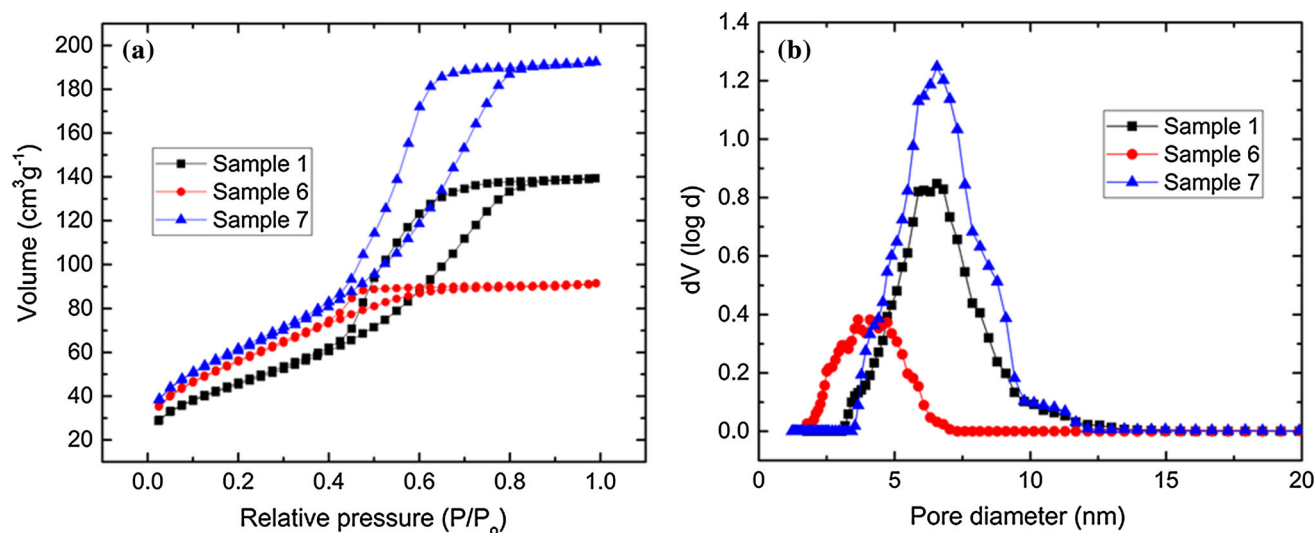 (a)
Volume (cm³g⁻¹)
200
180
160
140
120
100
80
60
40
20
Sample 1
Sample 6
Sample 7
0.0 0.2 0.4 0.6 0.8 1.0
Relative pressure (P/Pₒ)
(b)
dV (log d)
1.4
1.2
1.0
0.8
0.6
0.4
0.2
0.0
Sample 1
Sample 6
Sample 7
0 5 10 15 20
Pore diameter (nm)